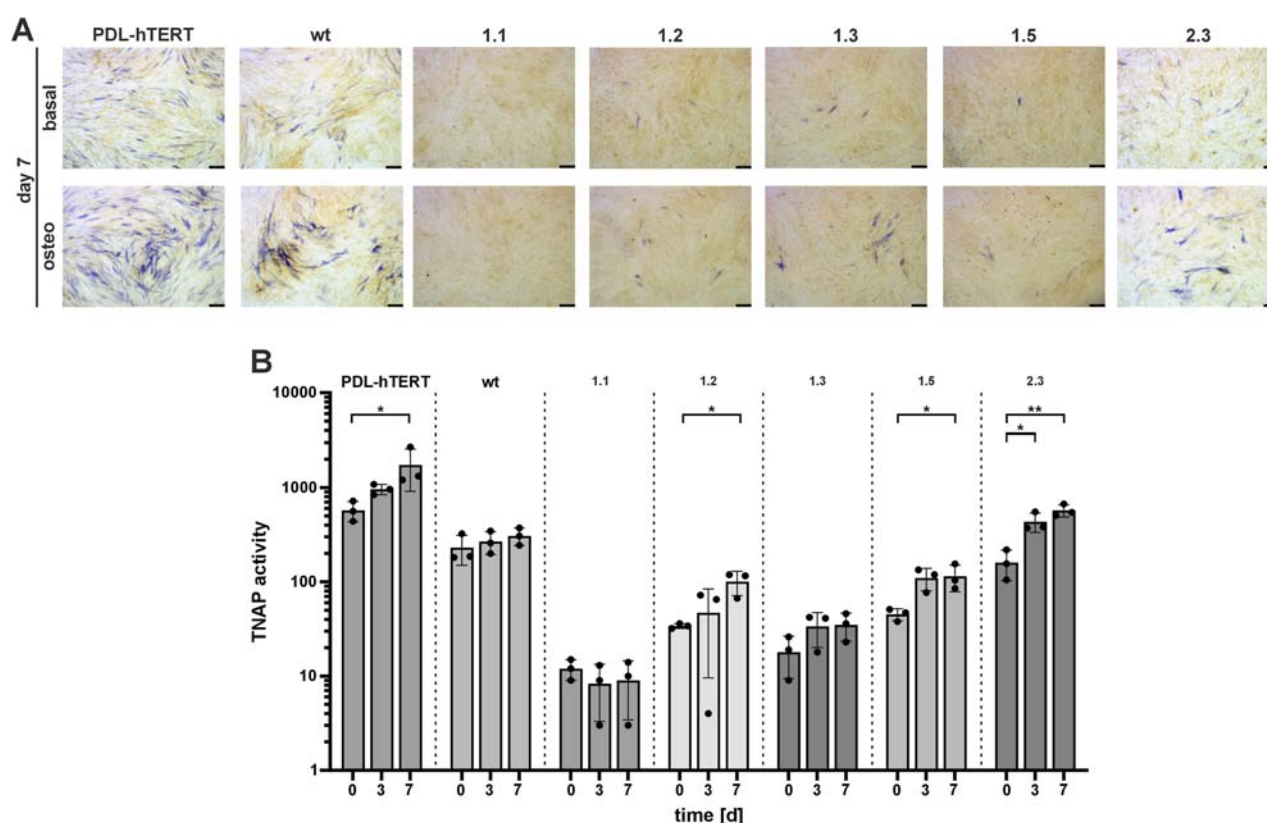 A
PDL-hTERT wt 1.1 1.2 1.3 1.5 2.3
day 7
basal
osteo
B
PDL-hTERT wt 1.1 1.2 1.3 1.5 2.3
* * * ** *
TNAP activity
10000
1000
100
10
1
0 3 7 0 3 7 0 3 7 0 3 7 0 3 7 0 3 7 0 3 7
time [d]